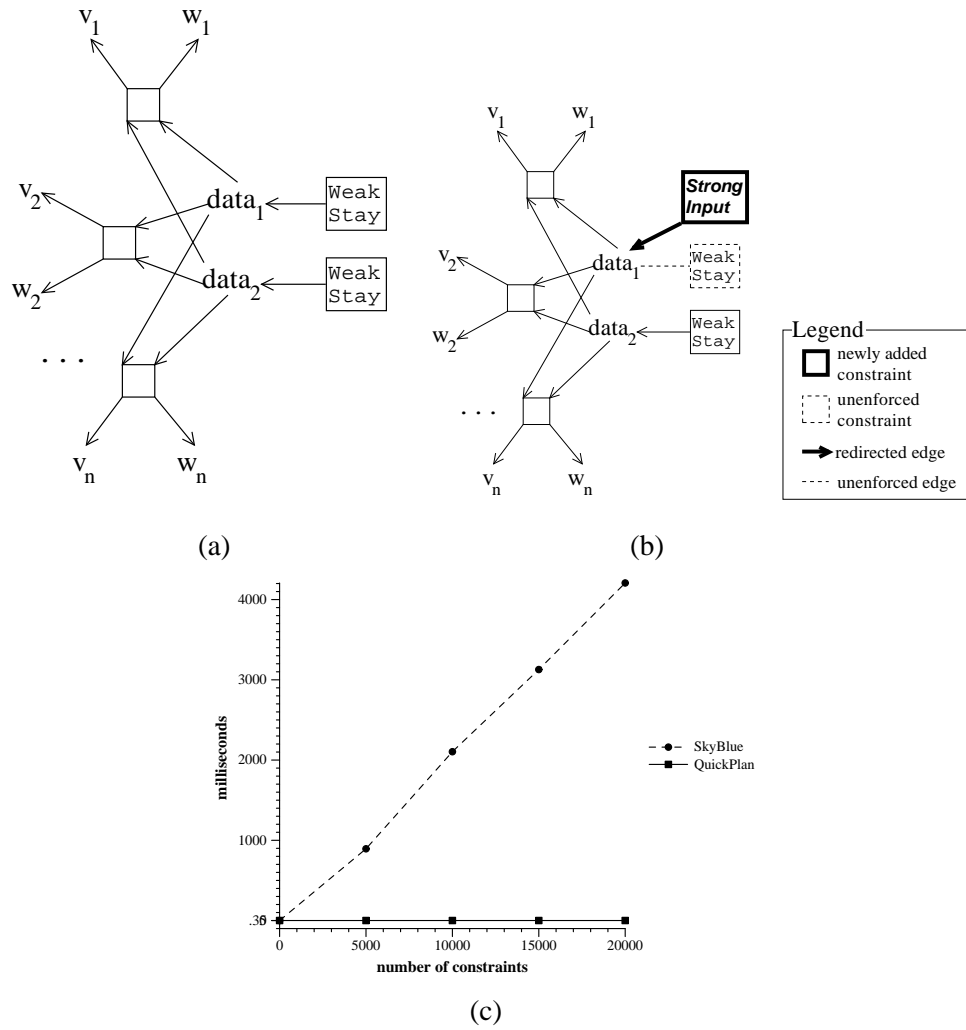 v1
w1
v2
data1
Weak
Stay
w2
data2
Weak
Stay
. . .
vn
wn
(a)
v1
w1
Strong
Input
v2
data1
Weak
Stay
w2
data2
Weak
Stay
. . .
vn
wn
(b)
Legend
newly added
constraint
unenforced
constraint
redirected edge
unenforced edge
4000
3000
2000
1000
milliseconds
0
5000
10000
15000
20000
number of constraints
SkyBlue
QuickPlan
(c)